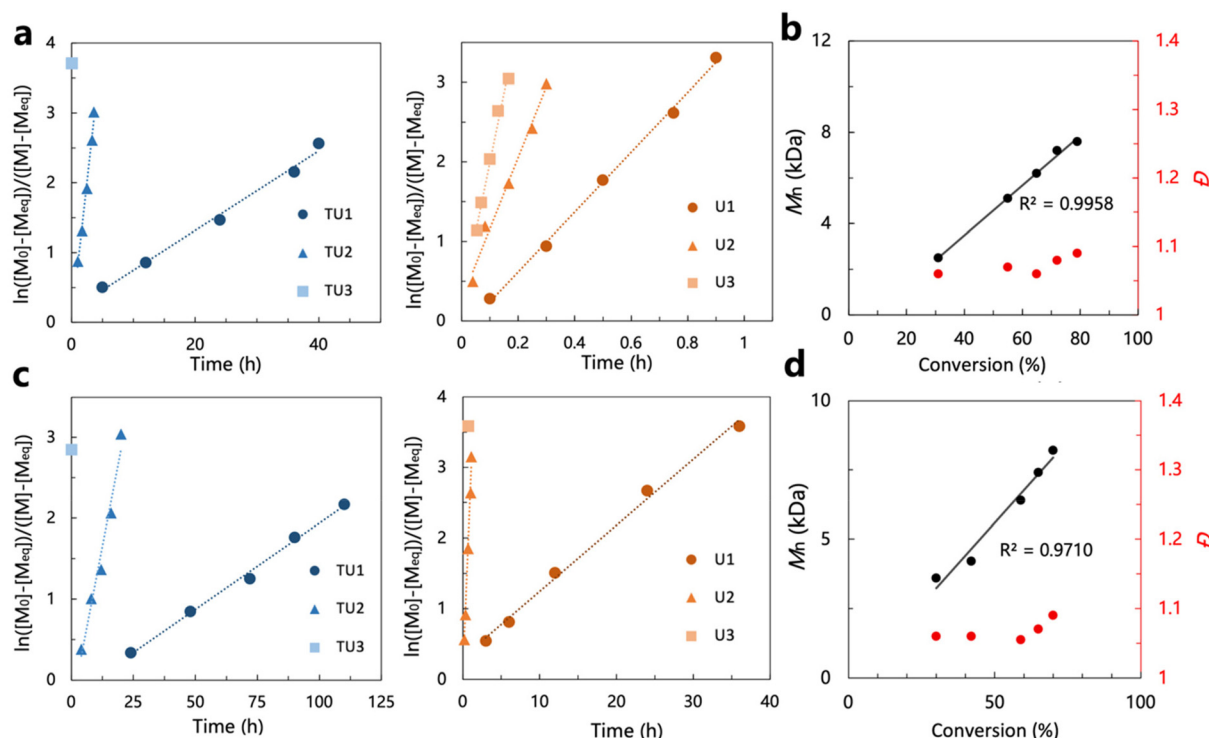 a
ln([M₀]-[Meq])/([M]-[Meq])
4
3
2
1
0
0 20 40
Time (h)
TU1
TU2
TU3
ln([M₀]-[Meq])/([M]-[Meq])
3
2
1
0
0 0.2 0.4 0.6 0.8 1
Time (h)
U1
U2
U3
b
Mn (kDa)
12
8
4
0
0 20 40 60 80 100
Conversion (%)
R² = 0.9958
1.4
1.3
1.2
1.1
1
Đ
c
ln([M₀]-[Meq])/([M]-[Meq])
3
2
1
0
0 25 50 75 100 125
Time (h)
TU1
TU2
TU3
ln([M₀]-[Meq])/([M]-[Meq])
4
3
2
1
0
0 10 20 30 40
Time (h)
U1
U2
U3
d
Mn (kDa)
10
5
0
0 50 100
Conversion (%)
R² = 0.9710
1.4
1.3
1.2
1.1
1
Đ